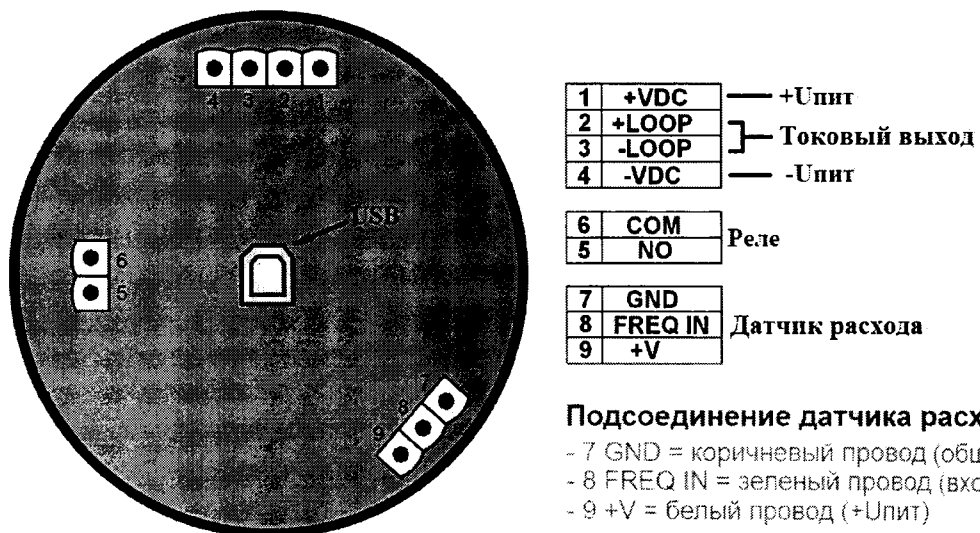 4 3 2 1
USB
6
5
7
8
9
1 +VDC +Uпит
2 +LOOP
3 -LOOP
Токовый выход
4 -VDC -Uпит
6 COM
5 NO
Реле
7 GND
8 FREQ IN Датчик расхода
9 +V
Подсоединение датчика расх
- 7 GND = коричневый провод (общ
- 8 FREQ IN = зеленый провод (вхо
- 9 +V = белый провод (+Uпит)